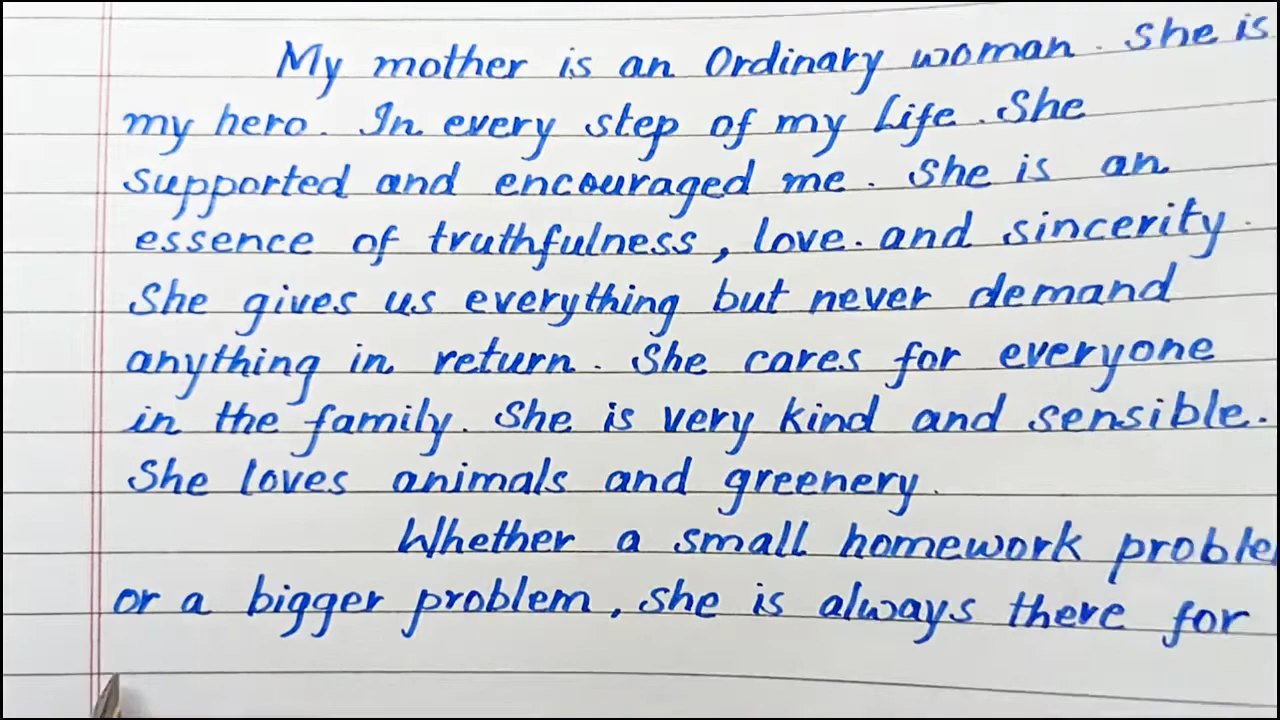 My mother is an Ordinary woman. She is
my hero. In every step of my Life. She
supported and encouraged me. She is an
essence of truthfulness, love. and sincerity.
She gives us everything but never demand
anything in return. She cares for everyone
in the family. She is very kind and sensible.
She loves animals and greenery.
Whether a small homework proble
or a bigger problem, she is always there for